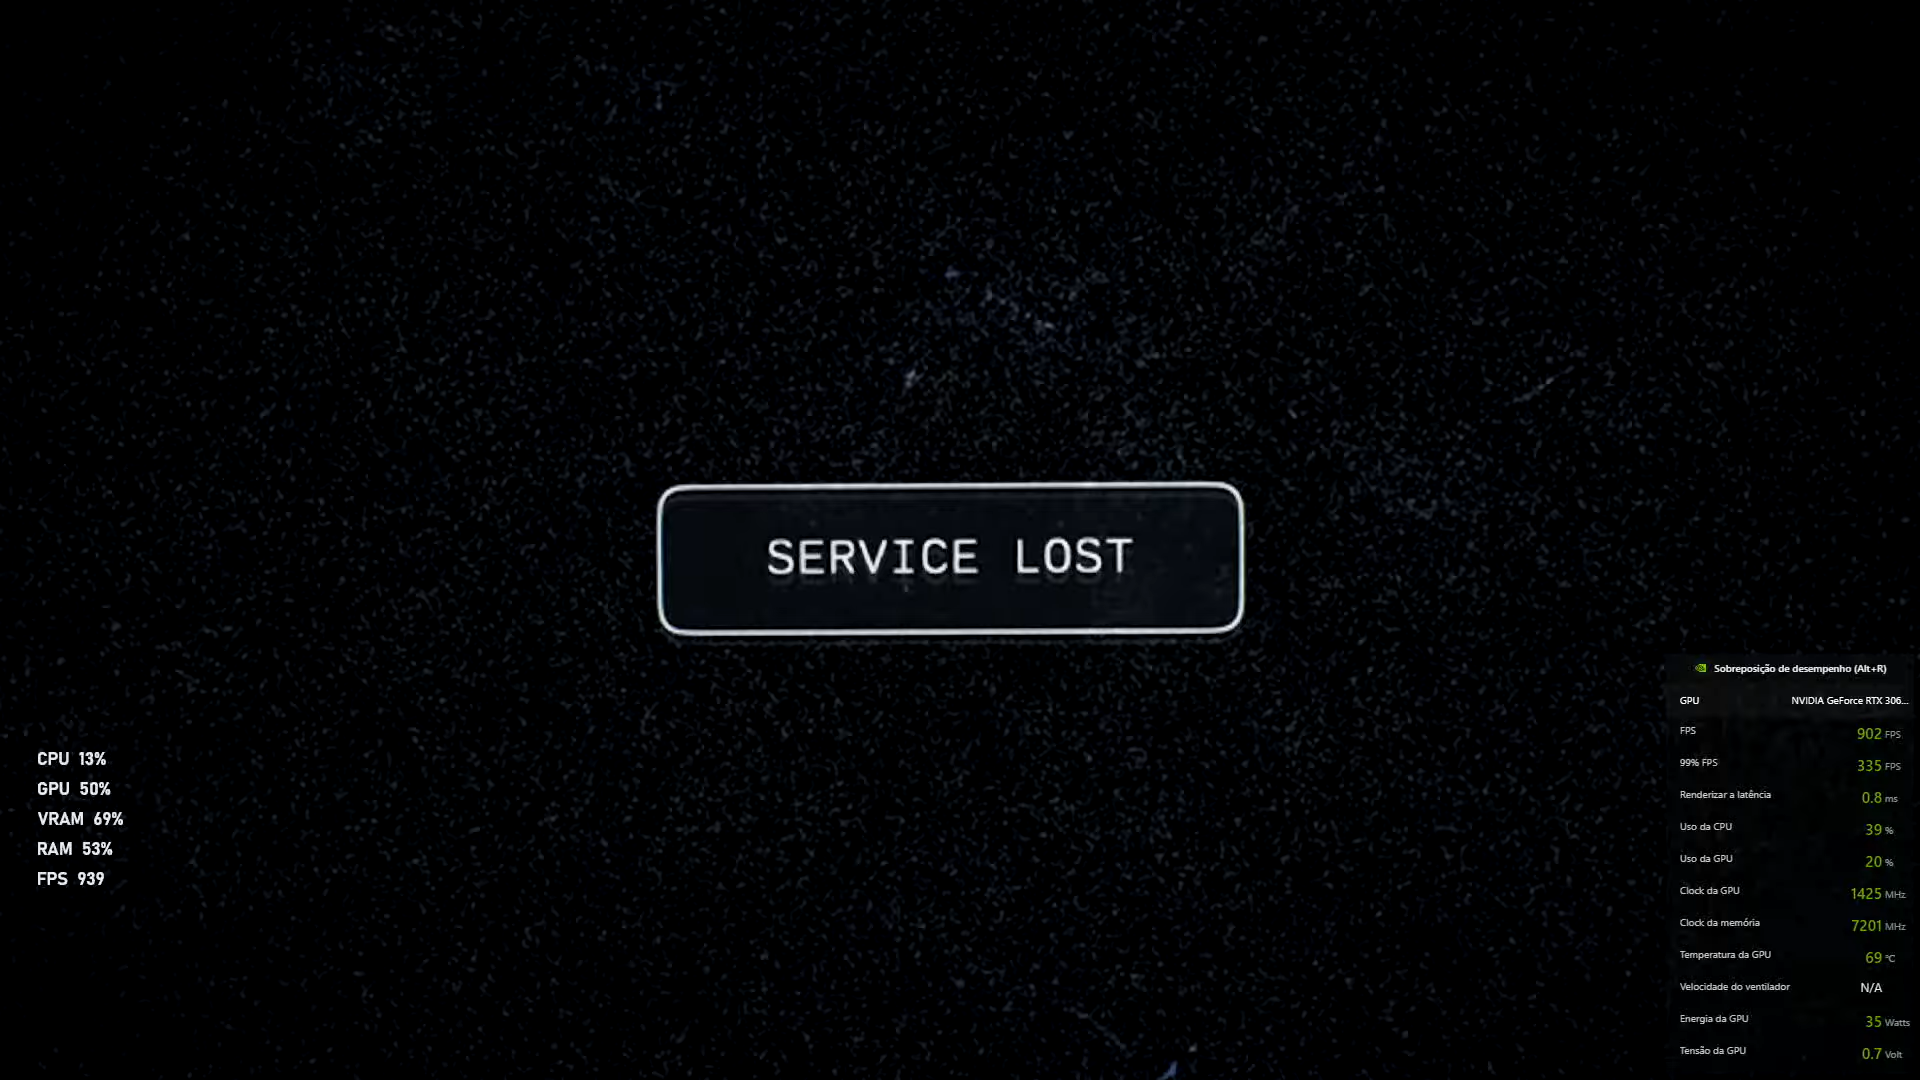 SERVICE LOST
CPU 13%
GPU 50%
VRAM 69%
RAM 53%
FPS 939
Sobreposição de desempenho (Alt+R)
GPU NVIDIA GeForce RTX 306...
FPS 902 FPS
99% FPS 335 FPS
Renderizar a latência 0.8 ms
Uso da CPU 39 %
Uso da GPU 20 %
Clock da GPU 1425 MHz
Clock da memória 7201 MHz
Temperatura da GPU 69 °C
Velocidade do ventilador N/A
Energia da GPU 35 Watts
Tensão da GPU 0.7 Volt